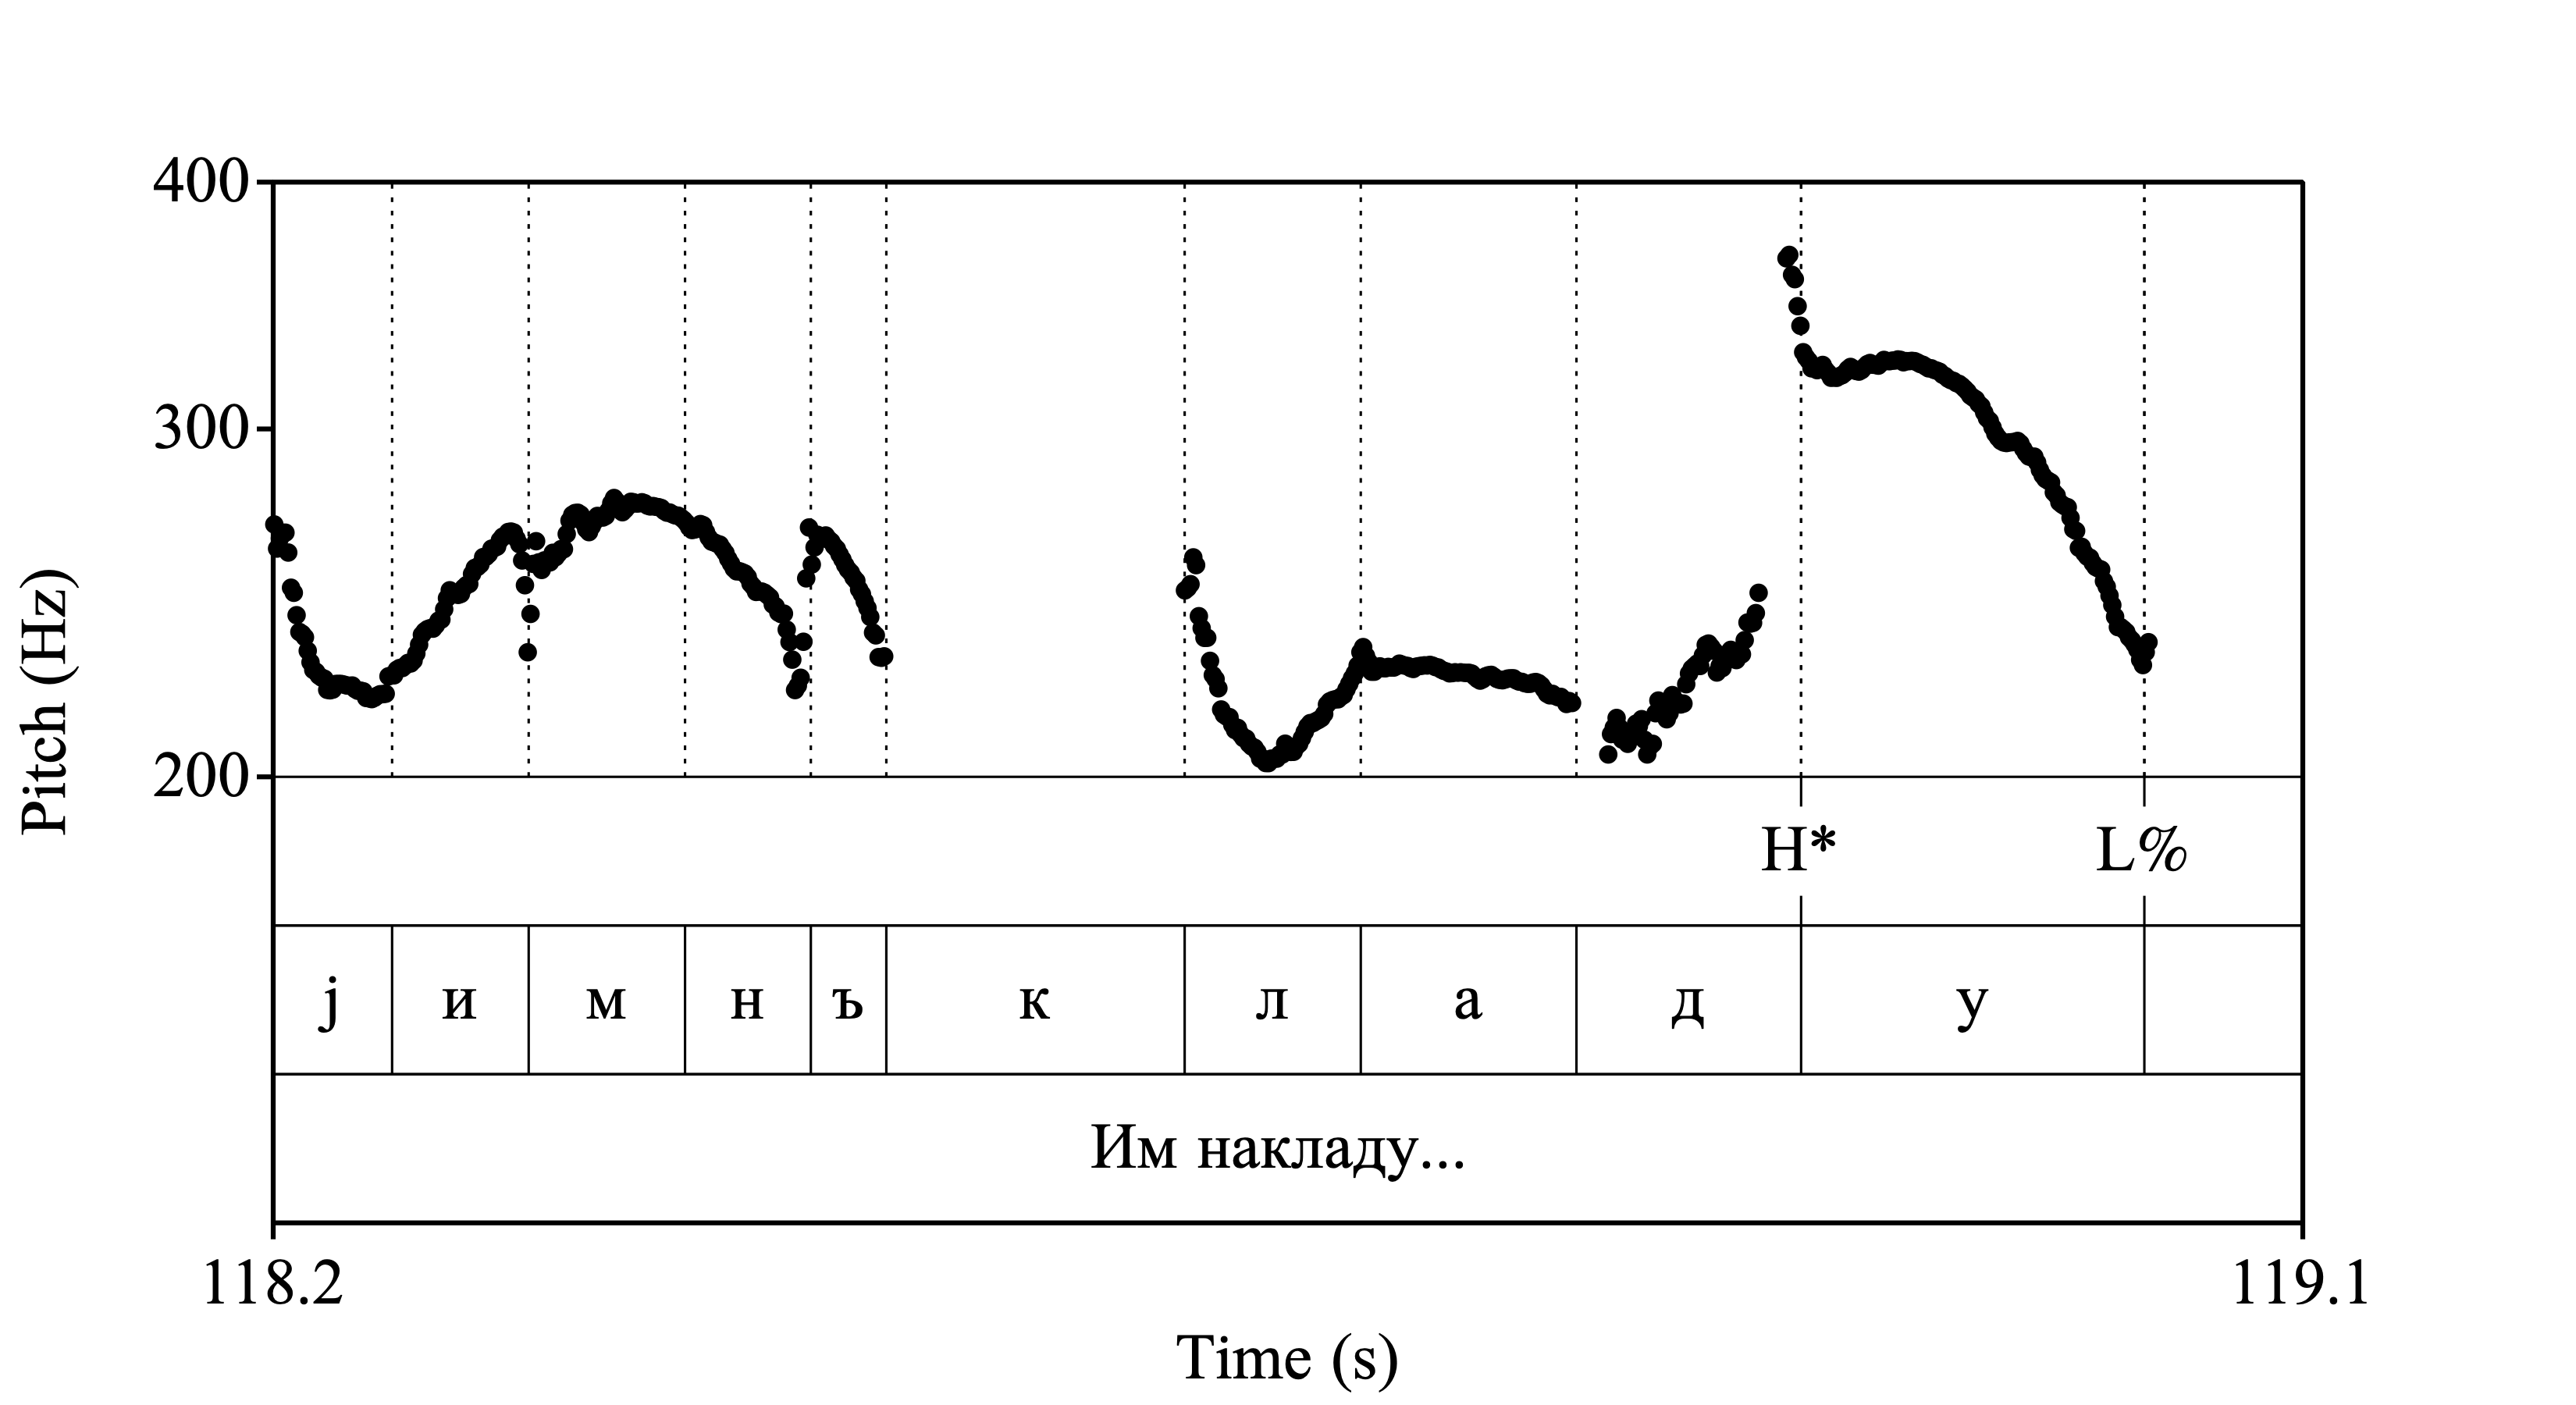 400
300
200
Pitch (Hz)
H* L%
j и м н ъ к л а д у
Им накладу...
118.2 119.1
Time (s)